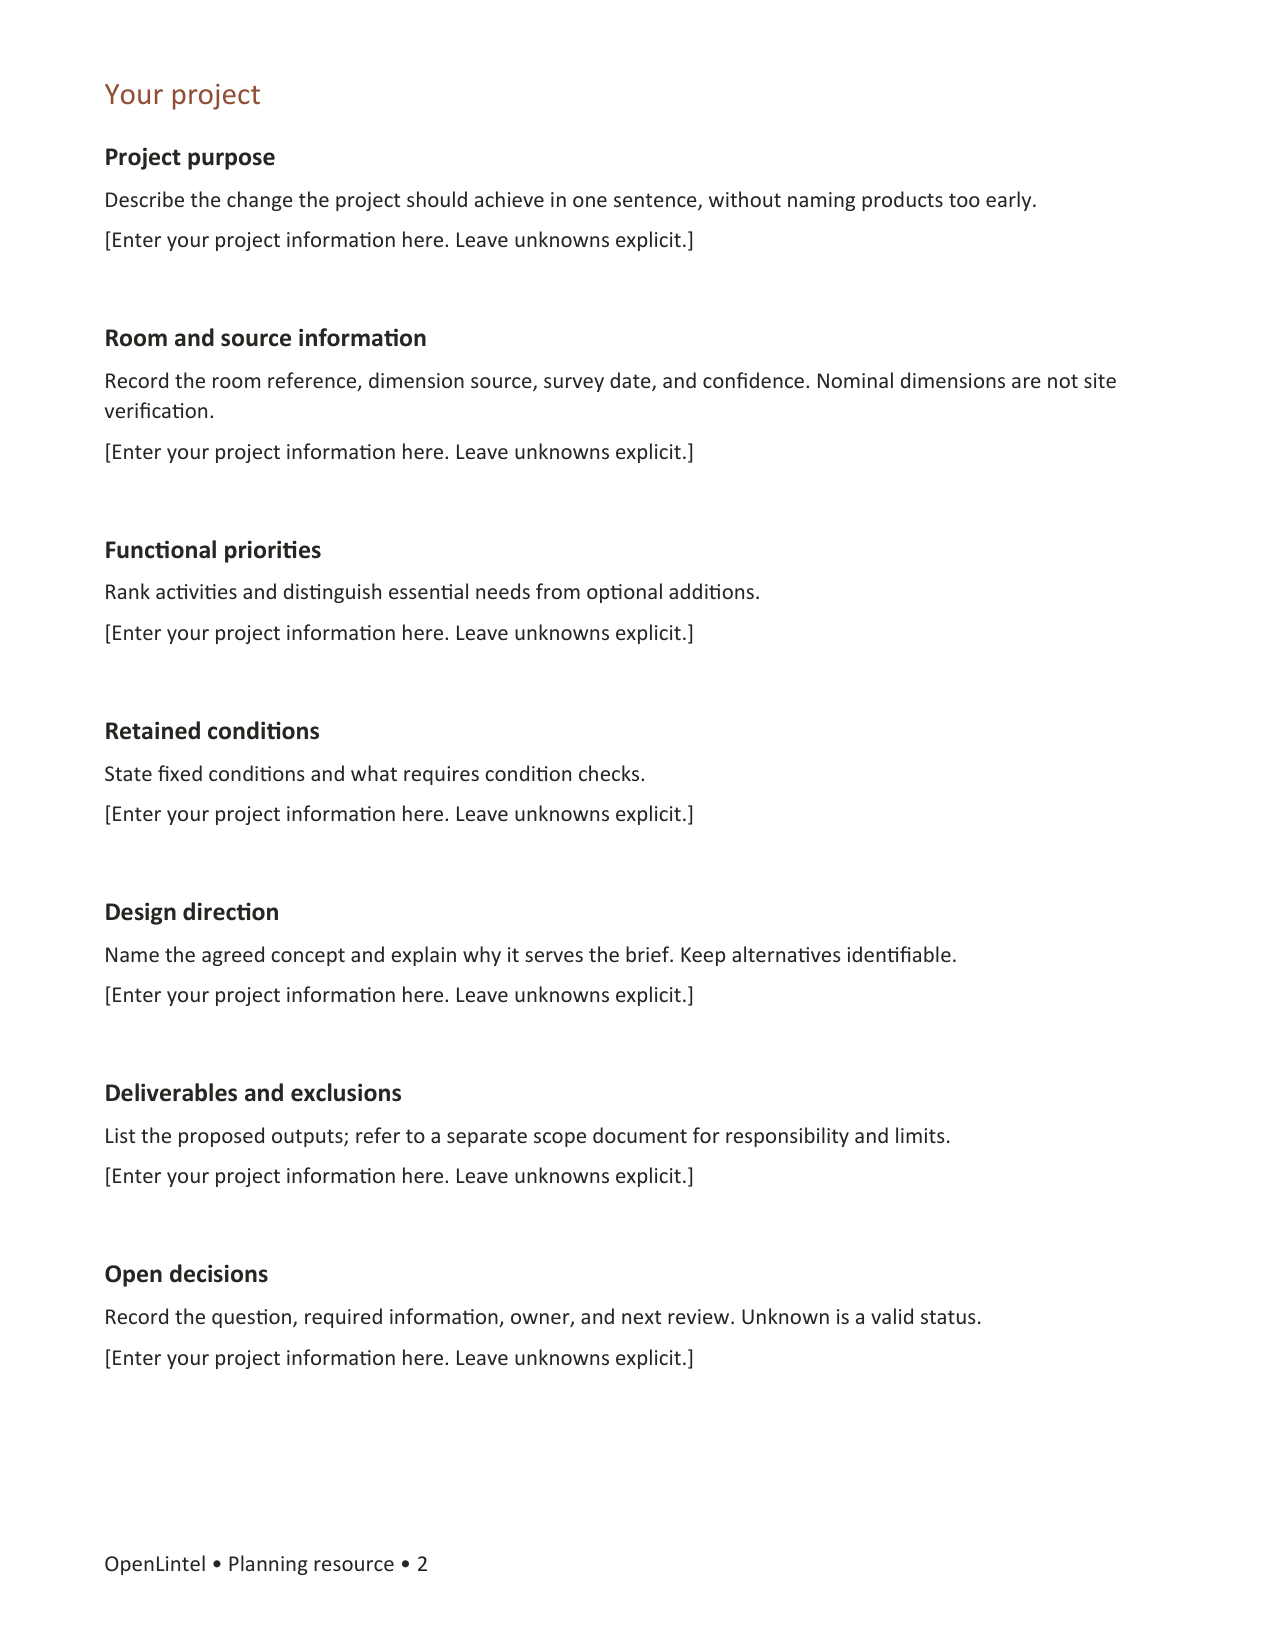 Your project
Project purpose
Describe the change the project should achieve in one sentence, without naming products too early.
[Enter your project information here. Leave unknowns explicit.]
Room and source information
Record the room reference, dimension source, survey date, and confidence. Nominal dimensions are not site
verification.
[Enter your project information here. Leave unknowns explicit.]
Functional priorities
Rank activities and distinguish essential needs from optional additions.
[Enter your project information here. Leave unknowns explicit.]
Retained conditions
State fixed conditions and what requires condition checks.
[Enter your project information here. Leave unknowns explicit.]
Design direction
Name the agreed concept and explain why it serves the brief. Keep alternatives identifiable.
[Enter your project information here. Leave unknowns explicit.]
Deliverables and exclusions
List the proposed outputs; refer to a separate scope document for responsibility and limits.
[Enter your project information here. Leave unknowns explicit.]
Open decisions
Record the question, required information, owner, and next review. Unknown is a valid status.
[Enter your project information here. Leave unknowns explicit.]
OpenLintel • Planning resource • 2